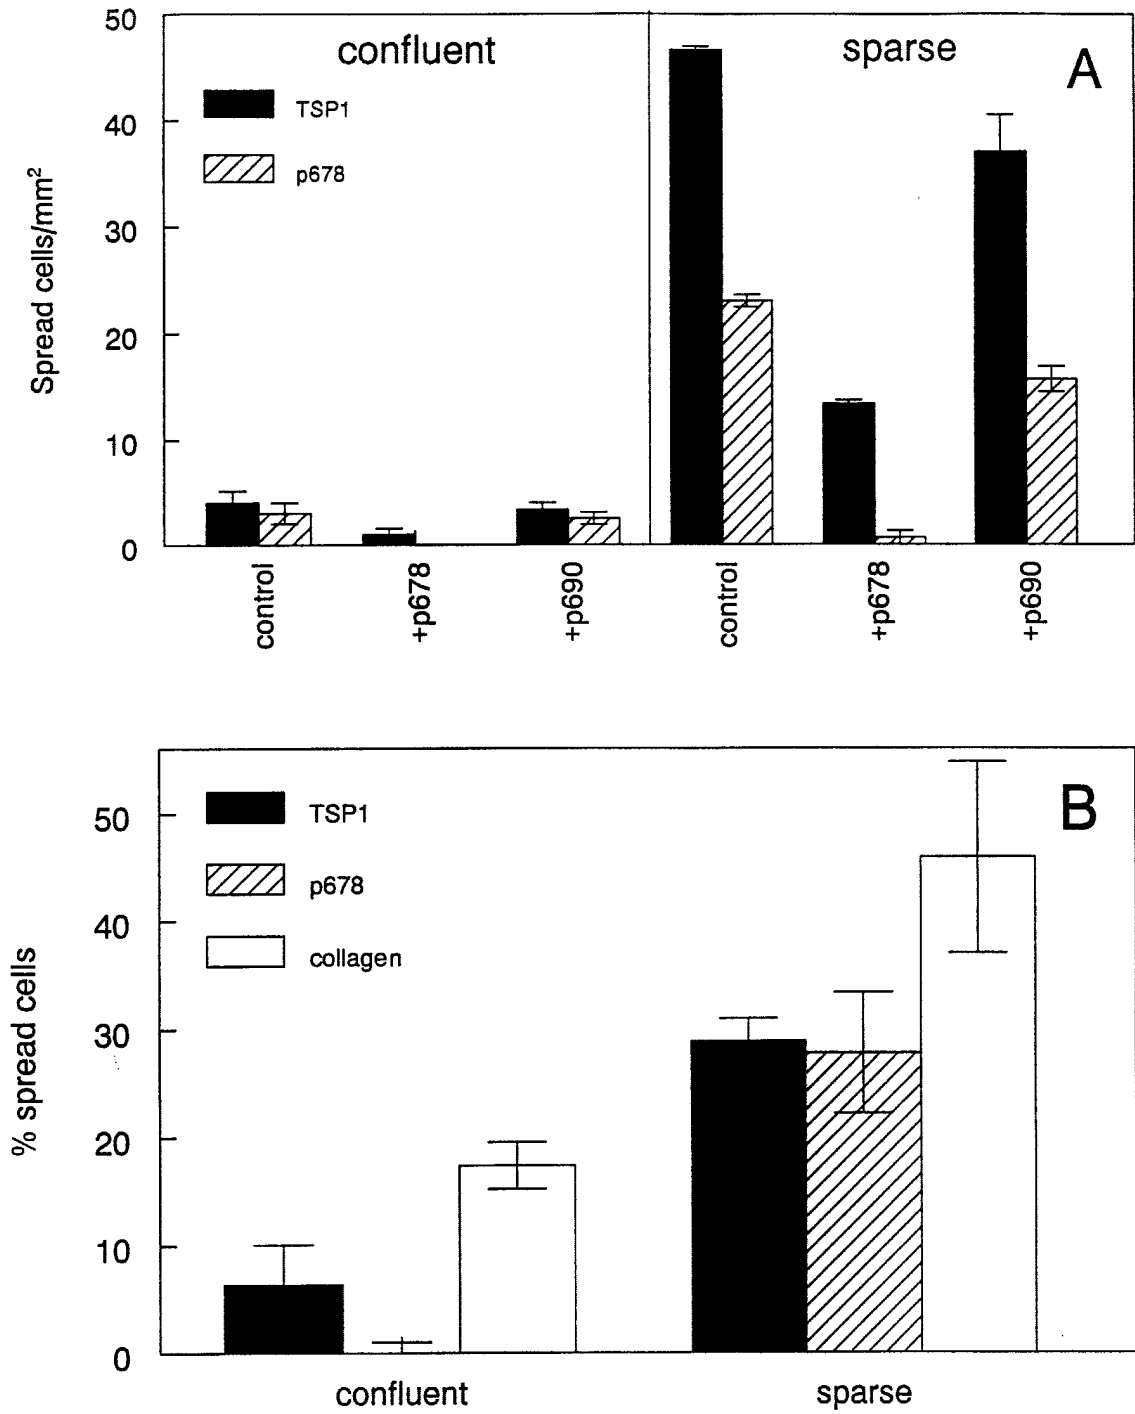 50
40
30
20
10
0
Spread cells/mm²
confluent
sparse
A
TSP1
p678
control
+p678
+p690
control
+p678
+p690
50
40
30
20
10
0
% spread cells
B
TSP1
p678
collagen
confluent
sparse